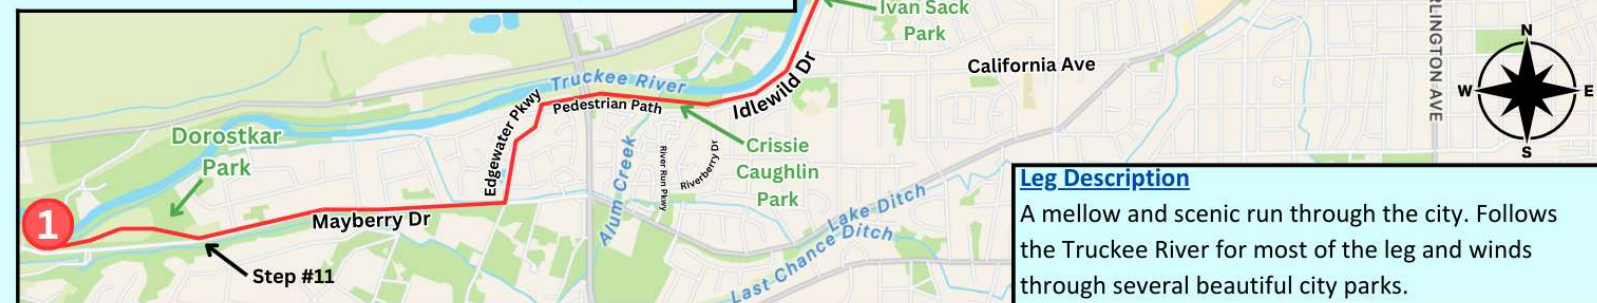 Ivan Sack
Park
California Ave
RLINGTON AVE
N
W
E
S
Truckee River
Idlewild Dr
Pedestrian Path
Edgewater Pkwy
Dorostkar
Park
Crissie
Caughlin
Park
River Run Pkwy
Riverberry Dr
Alum Creek
1
Mayberry Dr
Step #11
Lake Ditch
Last Chance Ditch
Leg Description
A mellow and scenic run through the city. Follows
the Truckee River for most of the leg and winds
through several beautiful city parks.